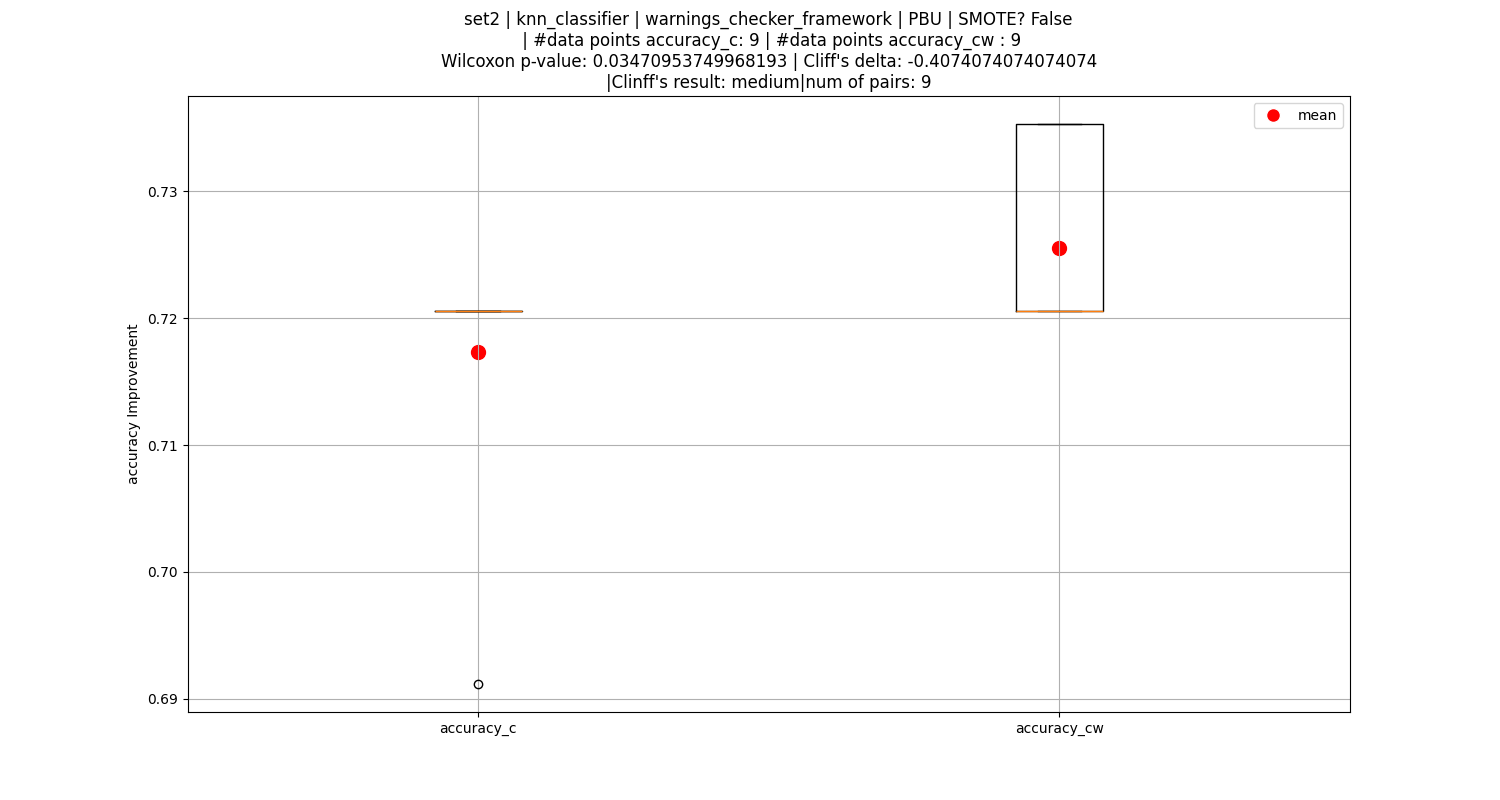 set2 | knn_classifier | warnings_checker_framework | PBU | SMOTE? False
| #data points accuracy_c: 9 | #data points accuracy_cw : 9
Wilcoxon p-value: 0.03470953749968193 | Cliff's delta: -0.4074074074074074
|Clinff's result: medium|num of pairs: 9
mean
0.73
0.72
0.71
0.70
0.69
accuracy Improvement
accuracy_c
accuracy_cw